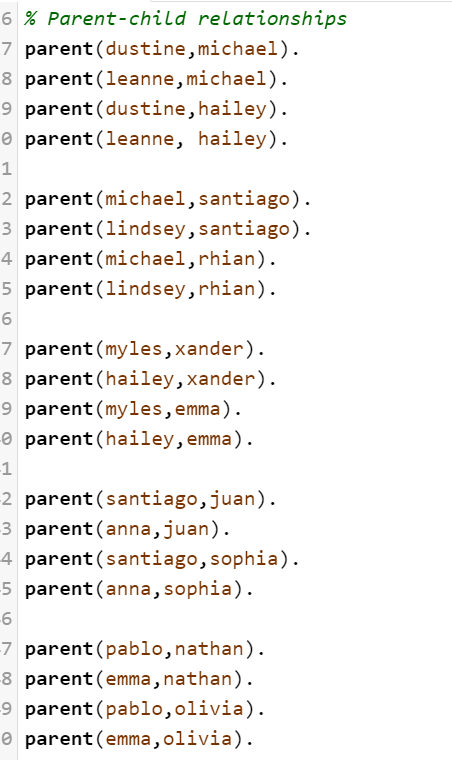 6 % Parent-child relationships
7 parent(dustine,michael).
8 parent(leanne,michael).
9 parent(dustine,hailey).
0 parent(leanne, hailey).
1
2 parent(michael,santiago).
3 parent(lindsey,santiago).
4 parent(michael,rhian).
5 parent(lindsey,rhian).
6
7 parent(myles,xander).
8 parent(hailey,xander).
9 parent(myles,emma).
0 parent(hailey,emma).
1
2 parent(santiago,juan).
3 parent(anna,juan).
4 parent(santiago,sophia).
5 parent(anna,sophia).
6
7 parent(pablo,nathan).
8 parent(emma,nathan).
9 parent(pablo,olivia).
0 parent(emma,olivia).